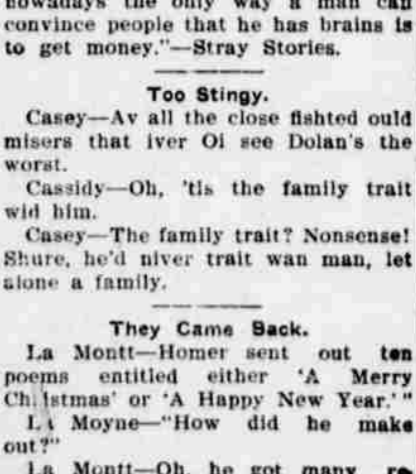 nowadays the only way a man can
convince people that he has brains is
to get money."—Stray Stories.
Too Stingy.
Casey—Av all the close fishted ould
misers that iver Oi see Dolan's the
worst.
Cassidy—Oh, 'tis the family trait
wid him.
Casey—The family trait? Nonsense!
Shure, he'd niver trait wan man, let
alone a family.
They Came Back.
La Montt—Homer sent out ten
poems entitled either 'A Merry
Christmas' or 'A Happy New Year.'"
La Moyne—"How did he make
out?"
La Montt—Oh, he got many re-